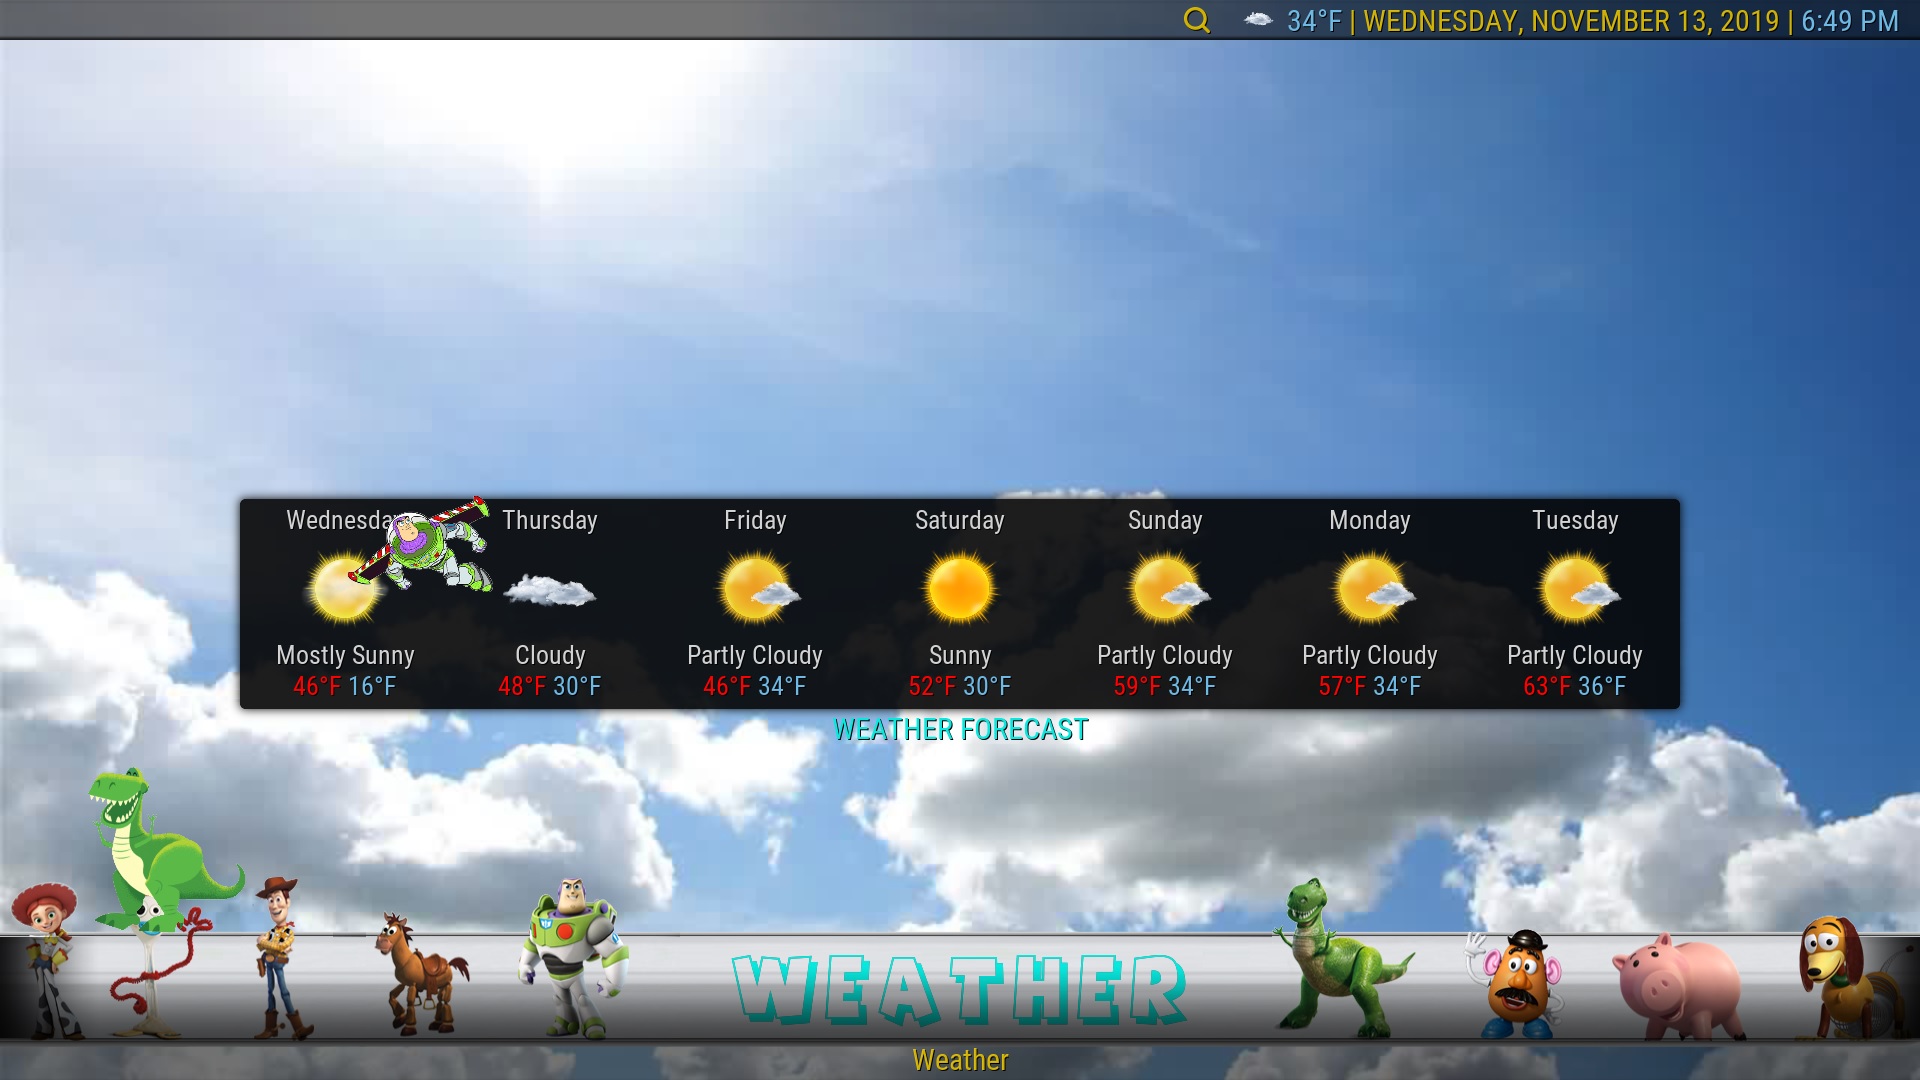 34°F | WEDNESDAY, NOVEMBER 13, 2019 | 6:49 PM
Wednesday Thursday Friday Saturday Sunday Monday Tuesday
Mostly Sunny Cloudy Partly Cloudy Sunny Partly Cloudy Partly Cloudy Partly Cloudy
46°F 16°F 48°F 30°F 46°F 34°F 52°F 30°F 59°F 34°F 57°F 34°F 63°F 36°F
WEATHER FORECAST
WEATHER
Weather